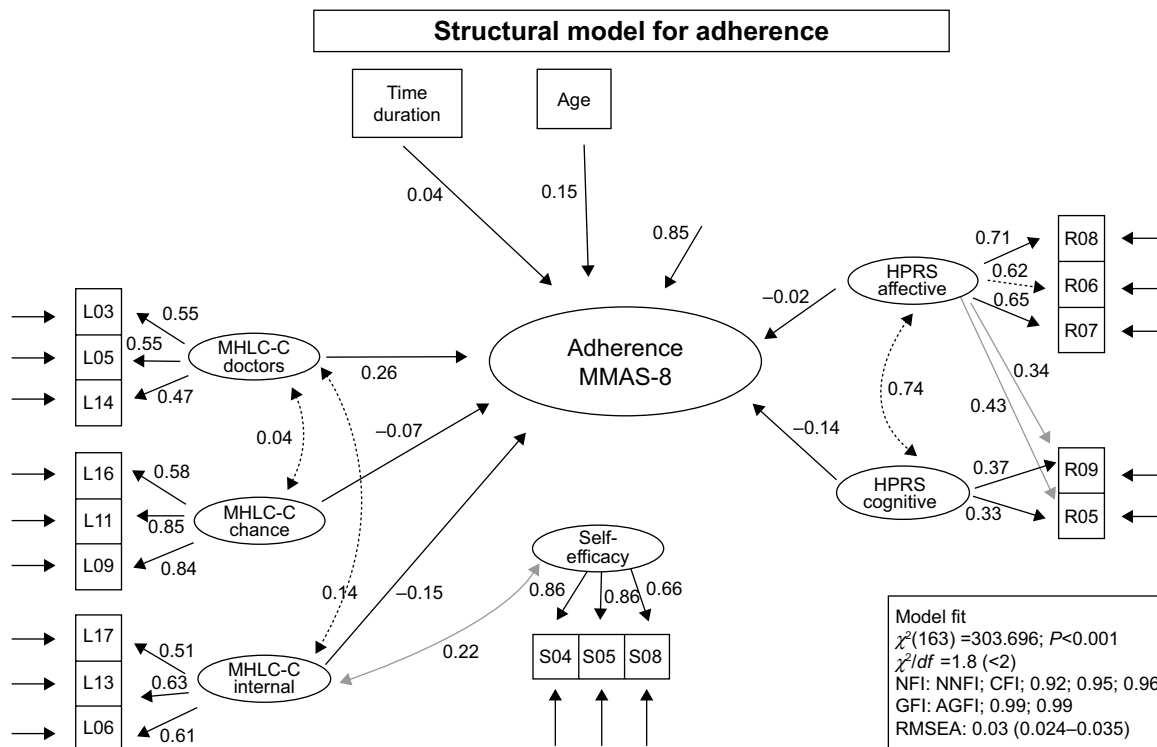 Structural model for adherence
Time
duration
Age
0.04
0.15
0.85
L03
L05
L14
0.55
0.55
0.47
MHLC-C
doctors
0.26
Adherence
MMAS-8
–0.02
HPRS
affective
0.71
0.62
0.65
R08
R06
R07
0.34
0.43
0.74
0.04
–0.07
–0.14
L16
L11
L09
0.58
0.85
0.84
MHLC-C
chance
HPRS
cognitive
0.37
0.33
R09
R05
Self-
efficacy
0.86
0.86
0.66
S04
S05
S08
0.14
–0.15
0.22
L17
L13
L06
0.51
0.63
0.61
MHLC-C
internal
Model fit
χ²(163) =303.696; P<0.001
χ²/df =1.8 (<2)
NFI: NNFI; CFI; 0.92; 0.95; 0.96
GFI: AGFI; 0.99; 0.99
RMSEA: 0.03 (0.024–0.035)